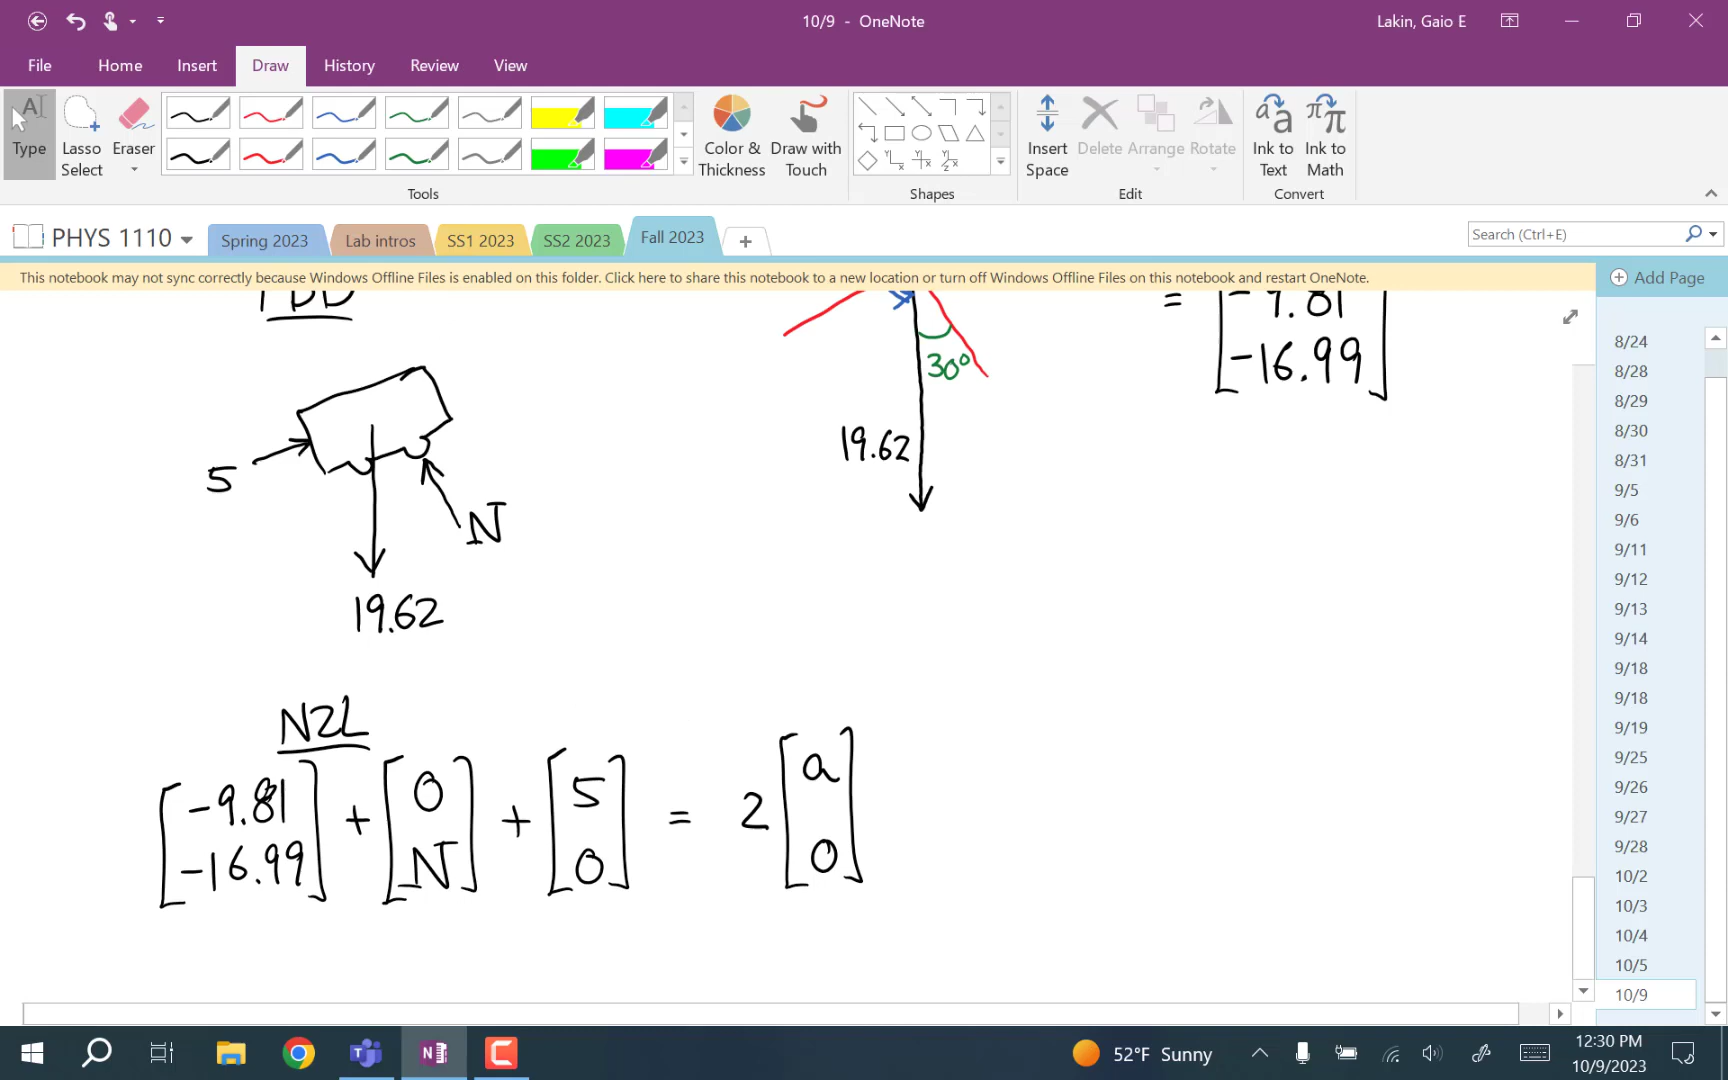 10/9 - OneNote
Lakin, Gaio E
File
Home
Insert
Draw
History
Review
View
Type
Lasso Select
Eraser
Color & Thickness
Draw with Touch
Insert Space
Delete
Arrange
Rotate
Ink to Text
Ink to Math
Tools
Shapes
Edit
Convert
PHYS 1110
Spring 2023
Lab intros
SS1 2023
SS2 2023
Fall 2023
Search (Ctrl+E)
This notebook may not sync correctly because Windows Offline Files is enabled on this folder. Click here to share this notebook to a new location or turn off Windows Offline Files on this notebook and restart OneNote.
Add Page
FBD
= [-9.81
-16.99]
30°
19.62
5
N
19.62
N2L
[-9.81 + [0 + [5 = 2 [a
-16.99] N] 0] 0]
8/24
8/28
8/29
8/30
8/31
9/5
9/6
9/11
9/12
9/13
9/14
9/18
9/18
9/19
9/25
9/26
9/27
9/28
10/2
10/3
10/4
10/5
10/9
52°F Sunny
12:30 PM
10/9/2023